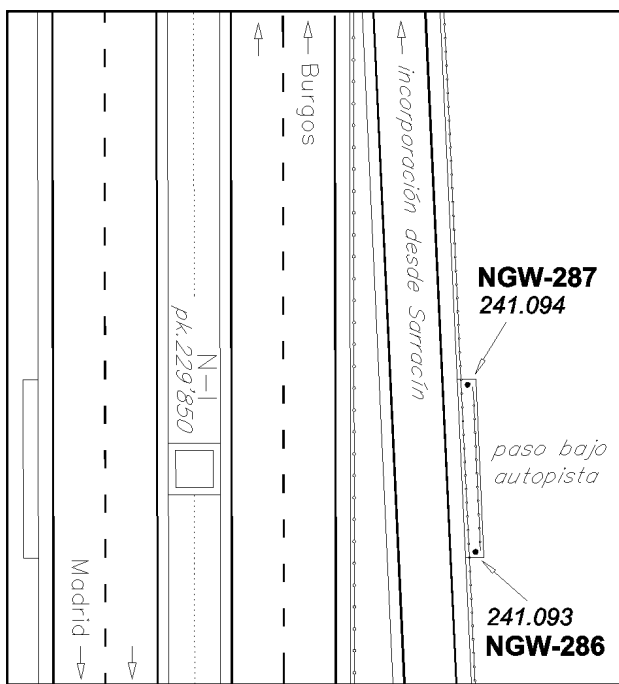 Burgos
incorporación desde Sarracín
NGW-287
241.094
N-I
pk.229'850
paso bajo
autopista
Madrid
241.093
NGW-286